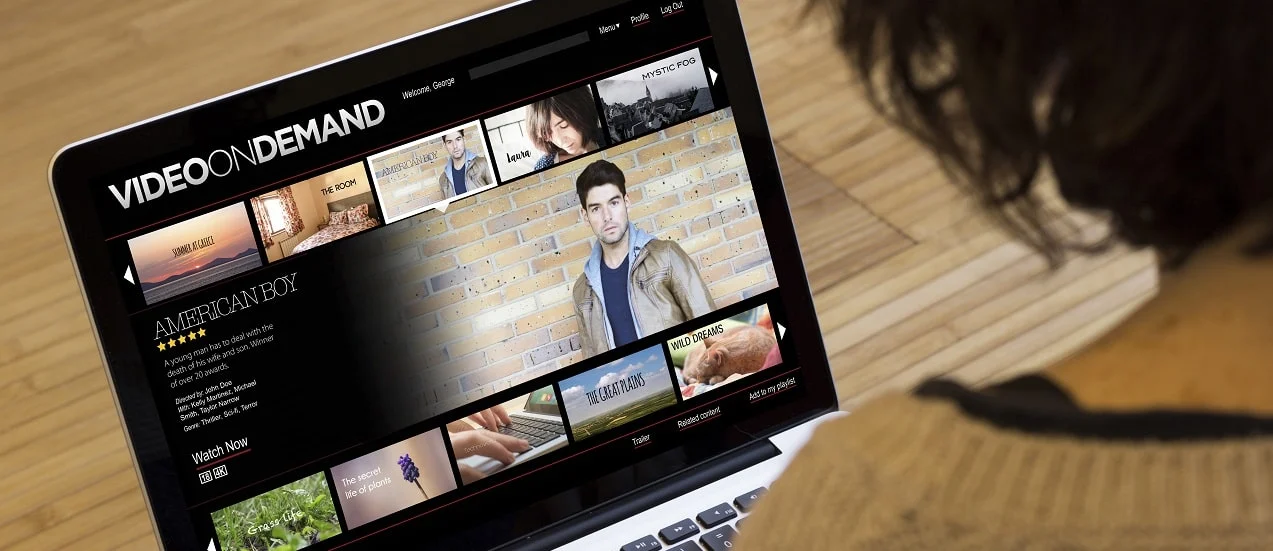 Menu▾ Profile Log Out
Welcome, George
VIDEOONDEMAND
SUMMER AT GREECE
THE ROOM
AMERICAN BOY
Laura
MYSTIC FOG
AMERICAN BOY
A young man has to deal with the
death of his wife and son. Winner
of over 20 awards.
Directed by: John Doe
With: Kelly Martinez, Michael
Smith, Taylor Narrow
Genre: Thriller, Sci-fi, Terror
Watch Now
16 4K
Grass Life
The secret
life of plants
THE GREAT PLAINS
WILD DREAMS
Trailer
Related content
Add to my playlist